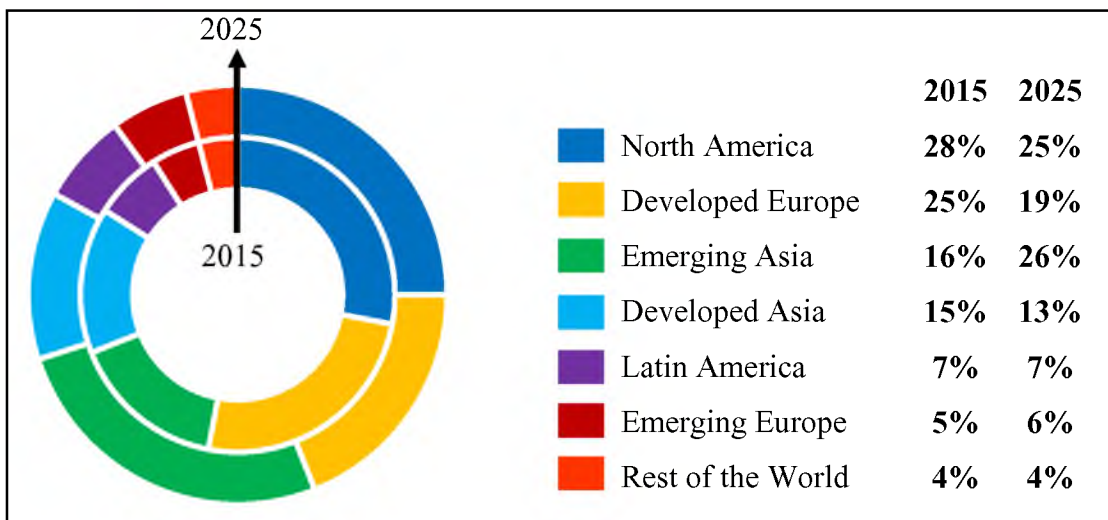 2025
2015
2015 2025
North America 28% 25%
Developed Europe 25% 19%
Emerging Asia 16% 26%
Developed Asia 15% 13%
Latin America 7% 7%
Emerging Europe 5% 6%
Rest of the World 4% 4%